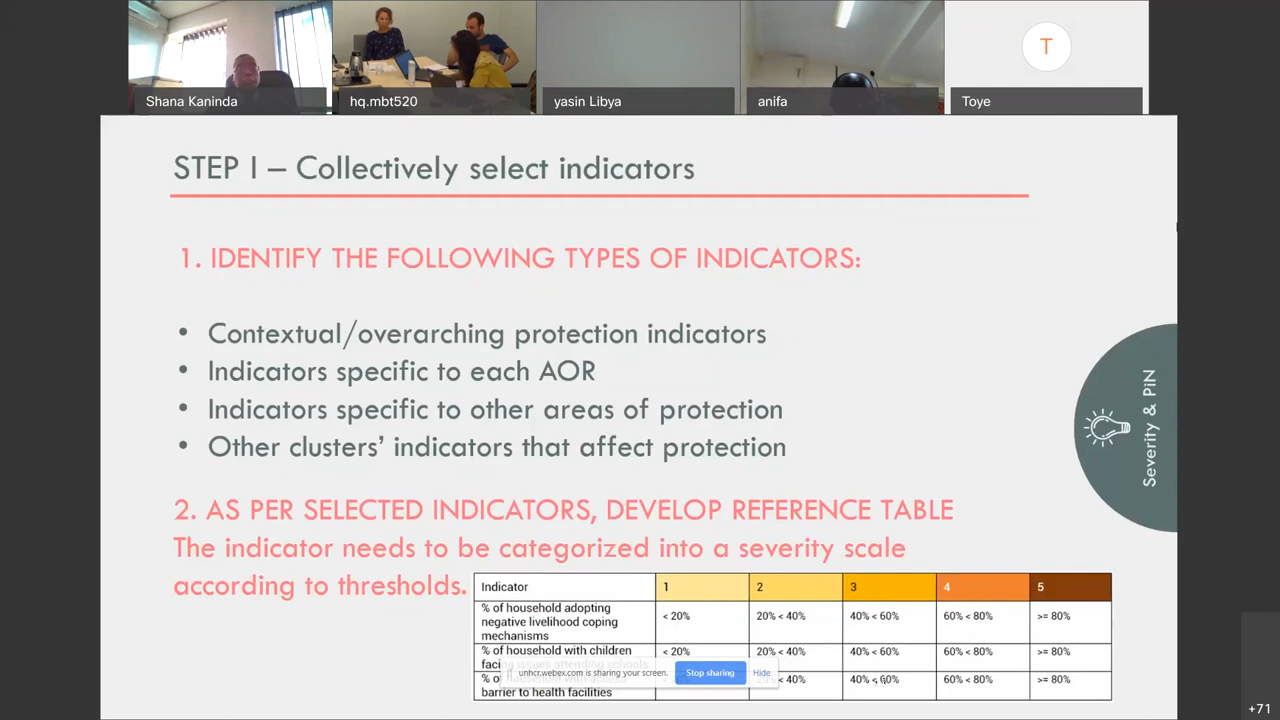 Shana Kaninda
hq.mbt520
yasin Libya
anifa
T
Toye
STEP I – Collectively select indicators
1. IDENTIFY THE FOLLOWING TYPES OF INDICATORS:
• Contextual/overarching protection indicators
• Indicators specific to each AOR
• Indicators specific to other areas of protection
• Other clusters' indicators that affect protection
Severity & PiN
2. AS PER SELECTED INDICATORS, DEVELOP REFERENCE TABLE
The indicator needs to be categorized into a severity scale
according to thresholds.
Indicator 1 2 3 4 5
% of household adopting
negative livelihood coping
mechanisms
< 20% 20% < 40% 40% < 60% 60% < 80% >= 80%
% of household with children
facing issues attending schools
< 20% 20% < 40% 40% < 60% 60% < 80% >= 80%
barrier to health facilities
< 40% 40% < 60% 60% < 80% >= 80%
unhcr.webex.com is sharing your screen. Stop sharing Hide
+71